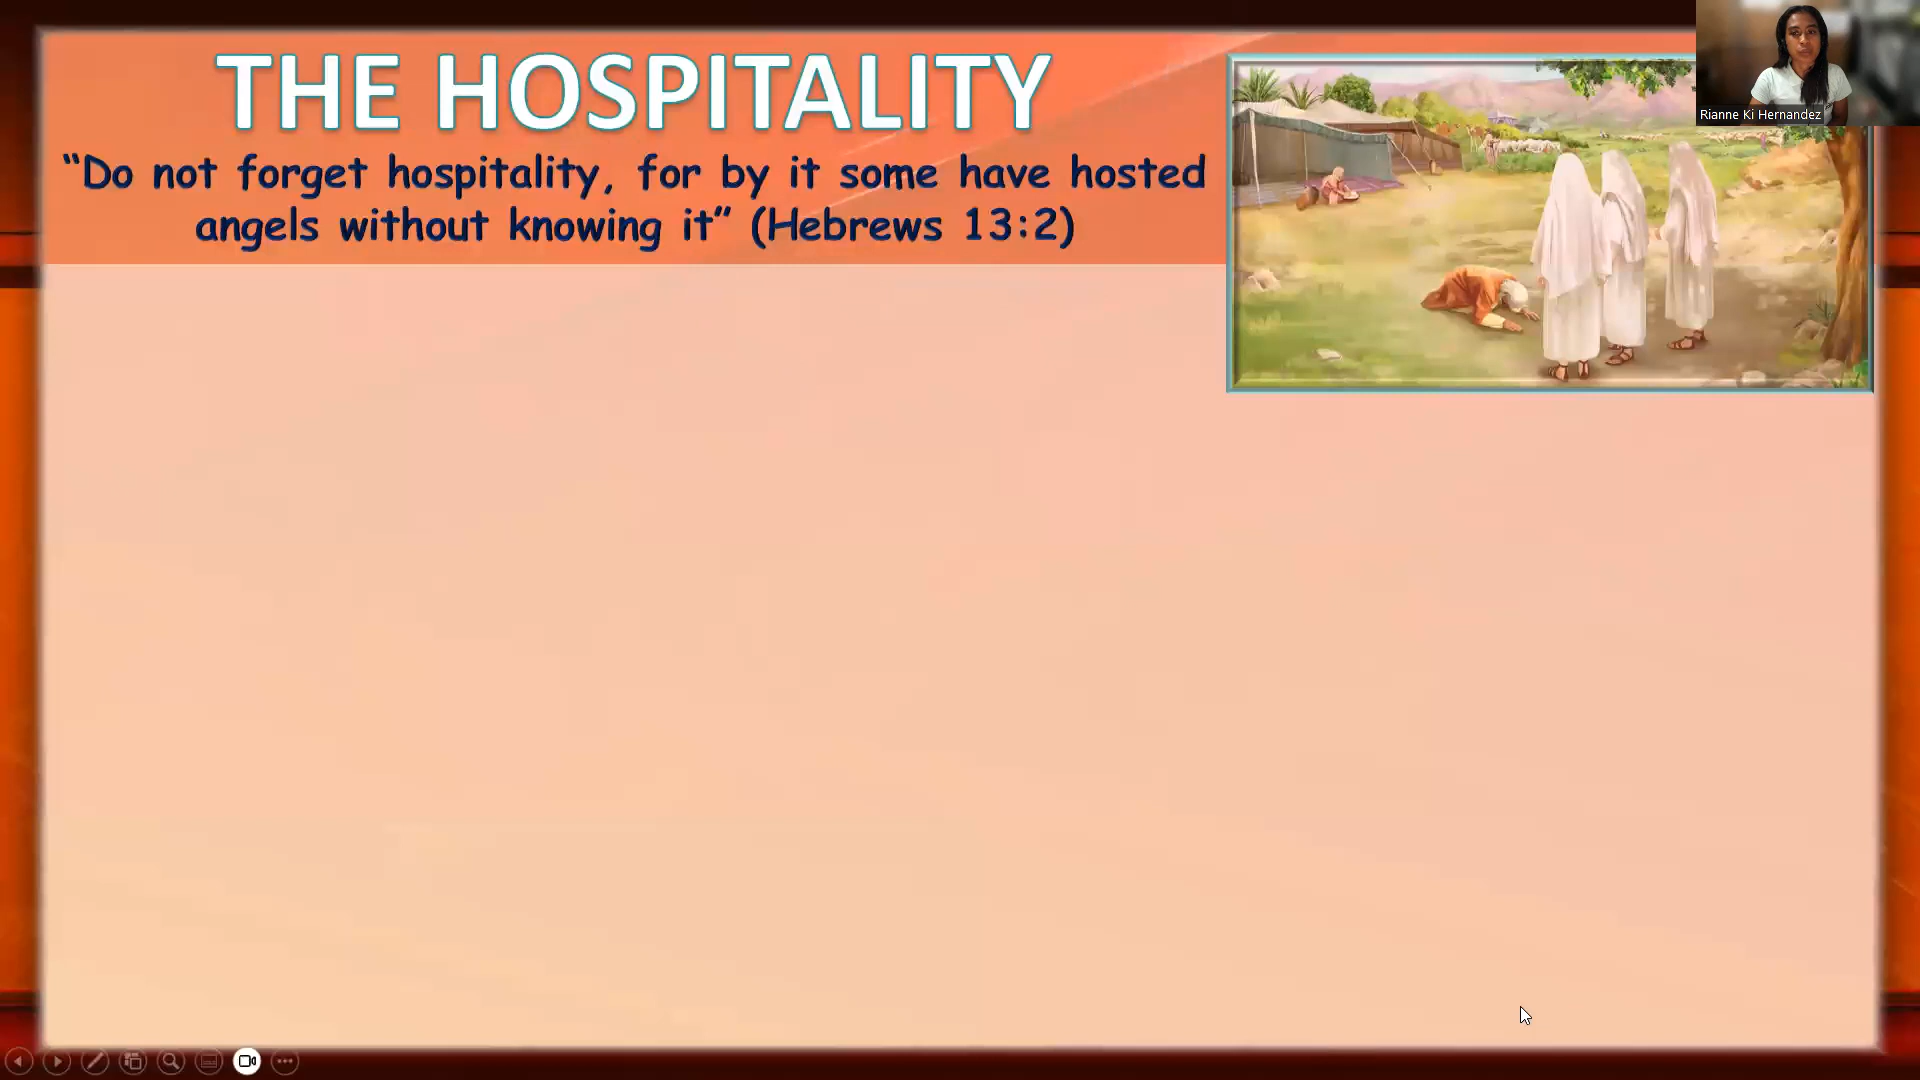 THE HOSPITALITY
“Do not forget hospitality, for by it some have hosted
angels without knowing it” (Hebrews 13:2)
Rianne Ki Hernandez